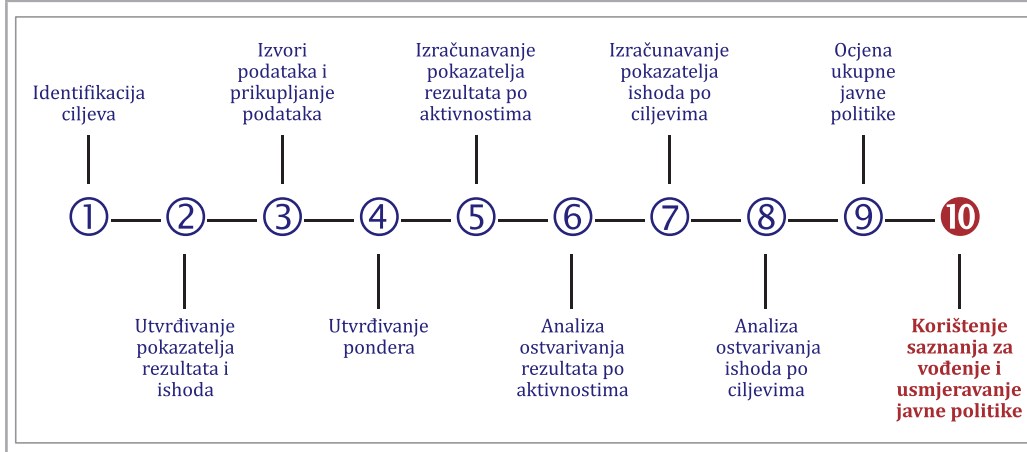 Identifikacija
ciljeva
1
Utvrđivanje
pokazatelja
rezultata i
ishoda
2
Izvori
podataka i
prikupljanje
podataka
3
Utvrđivanje
pondera
4
Izračunavanje
pokazatelja
rezultata po
aktivnostima
5
Analiza
ostvarivanja
rezultata po
aktivnostima
6
Izračunavanje
pokazatelja
ishoda po
ciljevima
7
Analiza
ostvarivanja
ishoda po
ciljevima
8
Ocjena
ukupne
javne
politike
9
Korištenje
saznanja za
vođenje i
usmjeravanje
javne politike
10